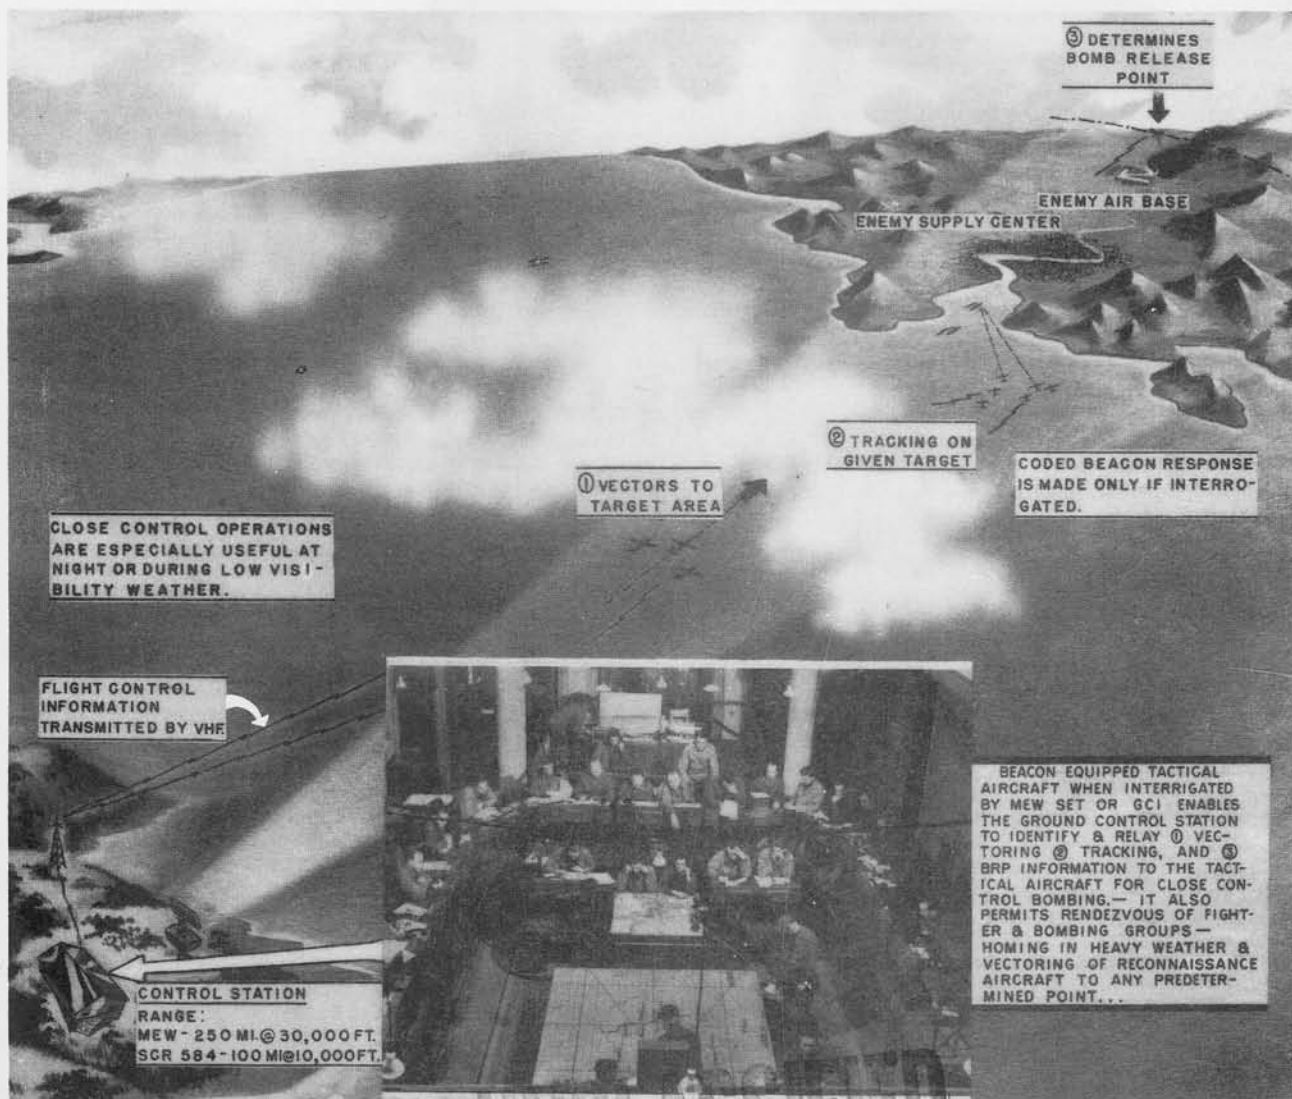 ③ DETERMINES
BOMB RELEASE
POINT
ENEMY AIR BASE
ENEMY SUPPLY CENTER
② TRACKING ON
GIVEN TARGET
① VECTORS TO
TARGET AREA
CODED BEACON RESPONSE
IS MADE ONLY IF INTERRO-
GATED.
CLOSE CONTROL OPERATIONS
ARE ESPECIALLY USEFUL AT
NIGHT OR DURING LOW VISI-
BILITY WEATHER.
FLIGHT CONTROL
INFORMATION
TRANSMITTED BY VHF.
BEACON EQUIPPED TACTICAL
AIRCRAFT WHEN INTERRIGATED
BY MEW SET OR GCI ENABLES
THE GROUND CONTROL STATION
TO IDENTIFY & RELAY ① VEC-
TORING ② TRACKING, AND ③
BRP INFORMATION TO THE TACT-
ICAL AIRCRAFT FOR CLOSE CON-
TROL BOMBING.— IT ALSO
PERMITS RENDEZVOUS OF FIGHT-
ER & BOMBING GROUPS—
HOMING IN HEAVY WEATHER &
VECTORING OF RECONNAISSANCE
AIRCRAFT TO ANY PREDETER-
MINED POINT...
CONTROL STATION
RANGE:
MEW- 250 MI.@ 30,000 FT.
SCR 584-100 MI@10,000 FT.